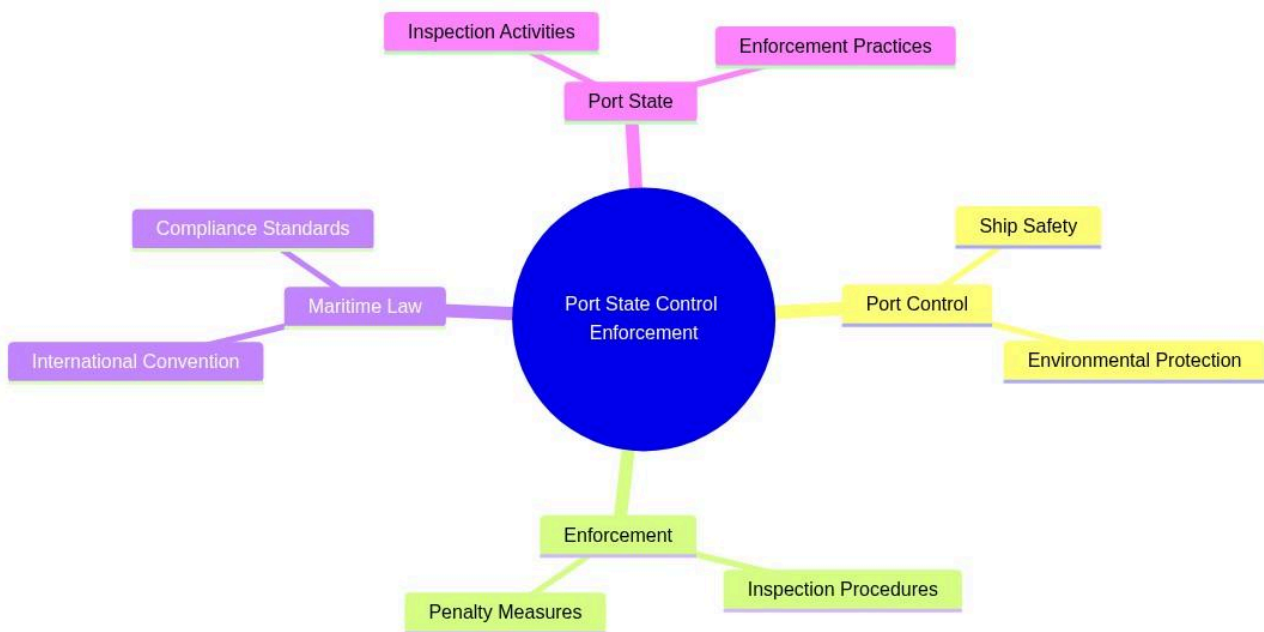 Inspection Activities
Enforcement Practices
Port State
Compliance Standards
Ship Safety
Maritime Law
Port State Control
Enforcement
Port Control
International Convention
Environmental Protection
Enforcement
Inspection Procedures
Penalty Measures